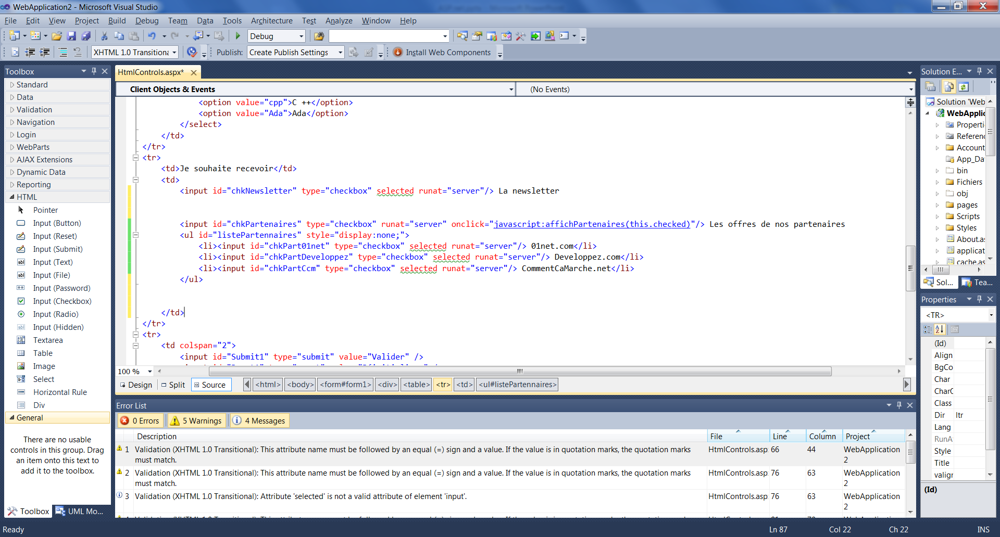 WebApplication2 - Microsoft Visual Studio
File Edit View Project Build Debug Team Data Tools Architecture Test Analyze Window Help
Debug
XHTML 1.0 Transitiona Publish: Create Publish Settings Install Web Components
Toolbox
Standard
Data
Validation
Navigation
Login
WebParts
AJAX Extensions
Dynamic Data
Reporting
HTML
Pointer
Input (Button)
Input (Reset)
Input (Submit)
Input (Text)
Input (File)
Input (Password)
Input (Checkbox)
Input (Radio)
Input (Hidden)
Textarea
Table
Image
Select
Horizontal Rule
Div
General
There are no usable
controls in this group. Drag
an item onto this text to
add it to the toolbox.
Toolbox UML Mo...
HtmlControls.aspx*
Client Objects & Events (No Events)
<option value="cpp">C ++</option>
<option value="Ada">Ada</option>
</select>
</td>
</tr>
<tr>
<td>Je souhaite recevoir</td>
<td>
<input id="chkNewsletter" type="checkbox" selected runat="server"/> La newsletter
<input id="chkPartenaires" type="checkbox" runat="server" onclick="javascript:affichPartenaires(this.checked)"/> Les offres de nos partenaires
<ul id="listePartennaires" style="display:none;">
<li><input id="chkPart01net" type="checkbox" selected runat="server"/> 01net.com</li>
<li><input id="chkPartDeveloppez" type="checkbox" selected runat="server"/> Developpez.com</li>
<li><input id="chkPartCcm" type="checkbox" selected runat="server"/> CommentCaMarche.net</li>
</ul>
</td>
</tr>
<tr>
<td colspan="2">
<input id="Submit1" type="submit" value="Valider" />
100 %
Design Split Source <html> <body> <form#form1> <div> <table> <tr> <td> <ul#listePartennaires>
Error List
0 Errors 5 Warnings 4 Messages
Description File Line Column Project
1 Validation (XHTML 1.0 Transitional): This attribute name must be followed by an equal (=) sign and a value. If the value is in quotation marks, the quotation marks HtmlControls.asp 66 44 WebApplication
must match. 2
2 Validation (XHTML 1.0 Transitional): This attribute name must be followed by an equal (=) sign and a value. If the value is in quotation marks, the quotation marks HtmlControls.asp 76 63 WebApplication
must match. 2
3 Validation (XHTML 1.0 Transitional): Attribute 'selected' is not a valid attribute of element 'input'. HtmlControls.asp 76 63 WebApplication
2
Solution E...
Solution 'Web
WebApplic
Properti
Referenc
Account
App_Da
bin
Fichiers
obj
pages
Scripts
Styles
About.as
applicat
cache.as
Sol... Tea...
Properties
<TR>
(Id)
Align
BgCo
Char
CharC
Class
Dir ltr
Lang
RunA
Style
Title
valigr
(Id)
Ready Ln 87 Col 22 Ch 22 INS